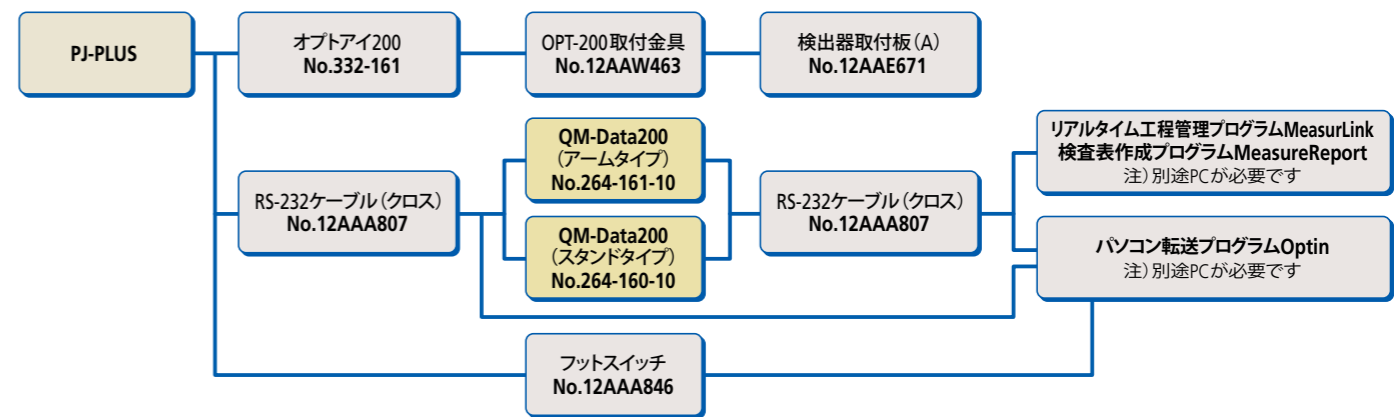 PJ-PLUS
オプトアイ200
No.332-161
OPT-200取付金具
No.12AAW463
検出器取付板（A）
No.12AAE671
RS-232ケーブル（クロス）
No.12AAA807
QM-Data200
（アームタイプ）
No.264-161-10
QM-Data200
（スタンドタイプ）
No.264-160-10
RS-232ケーブル（クロス）
No.12AAA807
リアルタイム工程管理プログラムMeasurLink
検査表作成プログラムMeasureReport
注）別途PCが必要です
パソコン転送プログラムOptin
注）別途PCが必要です
フットスイッチ
No.12AAA846